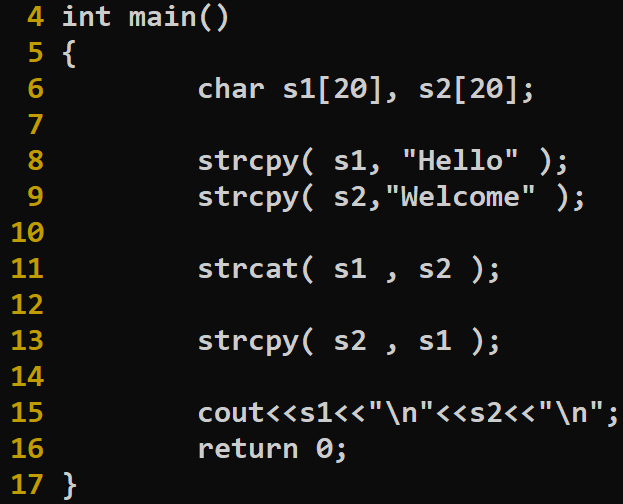 4 int main()
5 {
6         char s1[20], s2[20];
7
8         strcpy( s1, "Hello" );
9         strcpy( s2,"Welcome" );
10
11         strcat( s1 , s2 );
12
13         strcpy( s2 , s1 );
14
15         cout<<s1<<"\n"<<s2<<"\n";
16         return 0;
17 }